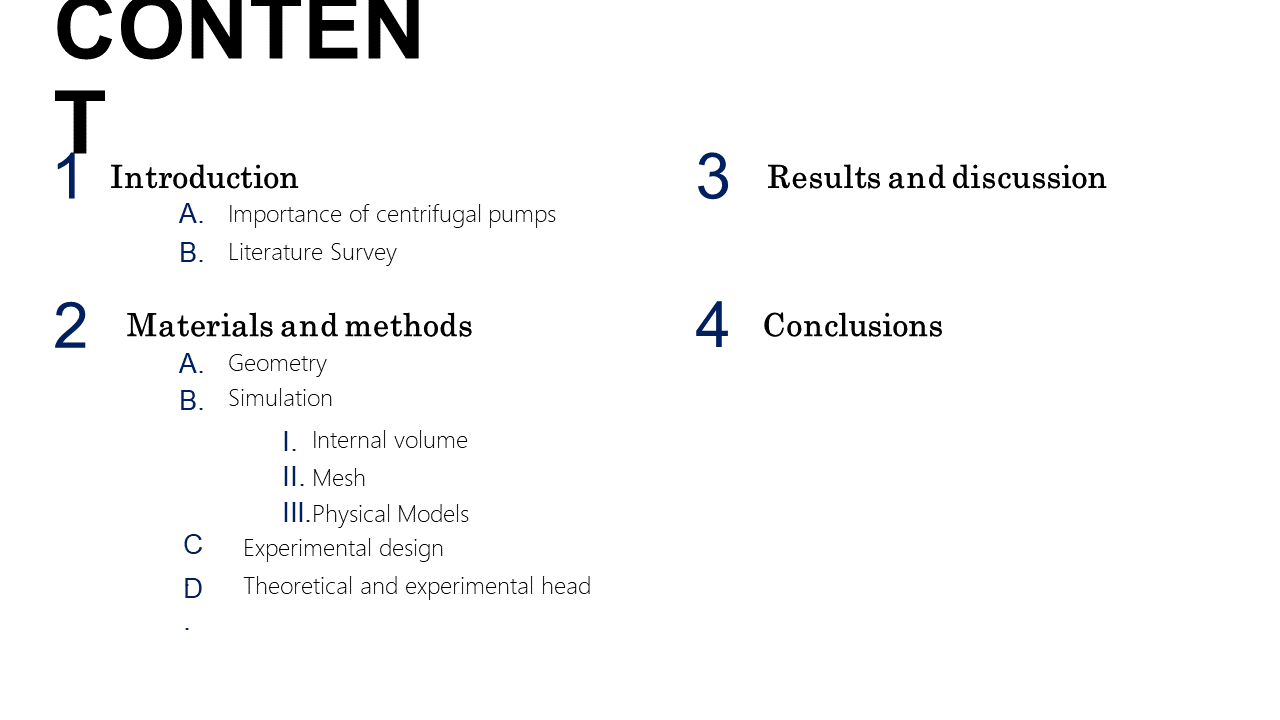 CONTEN
T
1 Introduction
A. Importance of centrifugal pumps
B. Literature Survey
2 Materials and methods
A. Geometry
B. Simulation
I. Internal volume
II. Mesh
III. Physical Models
C Experimental design
D Theoretical and experimental head
.
3 Results and discussion
4 Conclusions